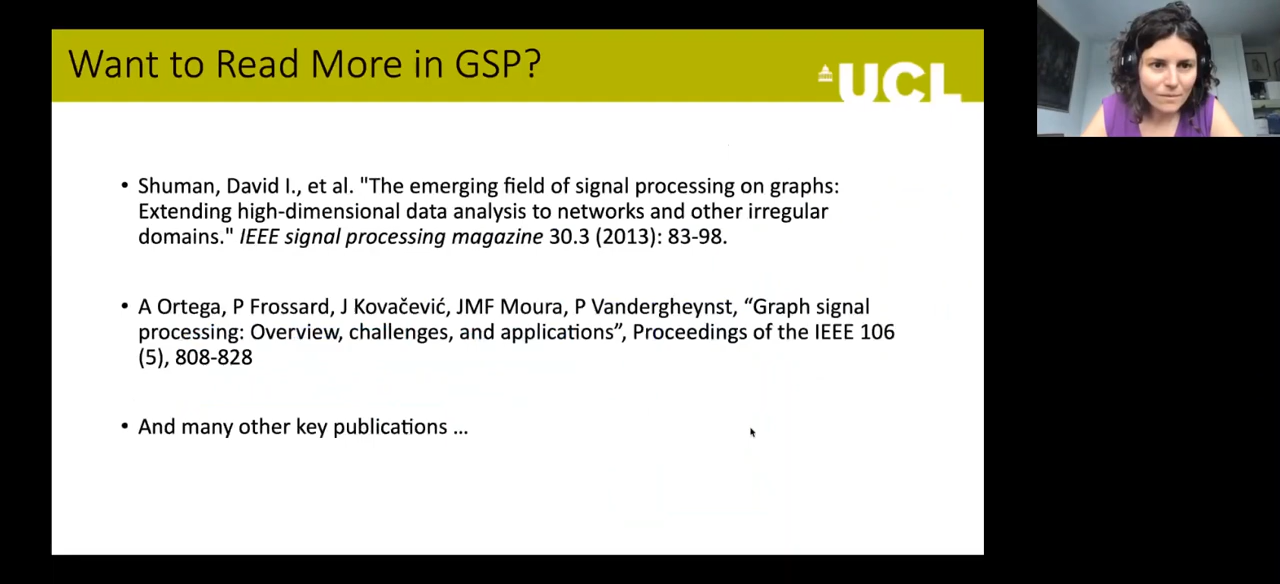 Want to Read More in GSP?
UCL
• Shuman, David I., et al. "The emerging field of signal processing on graphs:
Extending high-dimensional data analysis to networks and other irregular
domains." IEEE signal processing magazine 30.3 (2013): 83-98.
• A Ortega, P Frossard, J Kovačević, JMF Moura, P Vandergheynst, “Graph signal
processing: Overview, challenges, and applications”, Proceedings of the IEEE 106
(5), 808-828
• And many other key publications ...